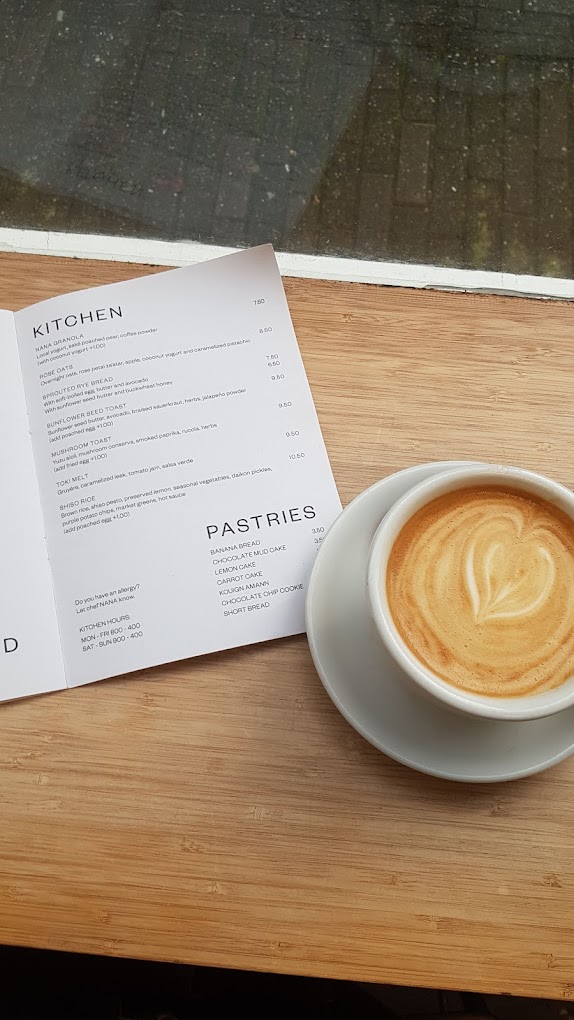 KITCHEN
NANA GRANOLA 7.50
Local yogurt, sake poached pear, coffee powder
(with coconut yogurt +1.00)
ROSE OATS 8.50
Overnight oats, rose petal za'atar, apple, coconut yogurt and caramelized pistachio
SPROUTED RYE BREAD
With soft-boiled egg, butter and avocado 7.50
With sunflower seed butter and buckwheat honey 6.50
SUNFLOWER SEED TOAST 9.50
Sunflower seed butter, avocado, braised sauerkraut, herbs, jalapeño powder
(add poached egg +1.00)
MUSHROOM TOAST 9.50
Yuzu aioli, mushroom conserva, smoked paprika, rucola, herbs
(add fried egg +1.00)
TOKI MELT 9.50
Gruyère, caramelized leek, tomato jam, salsa verde
SHISO RICE 10.50
Brown rice, shiso pesto, preserved lemon, seasonal vegetables, daikon pickles,
purple potato chips, market greens, hot sauce
(add poached egg +1.00)
PASTRIES
BANANA BREAD 3.50
CHOCOLATE MUD CAKE
LEMON CAKE
CARROT CAKE
KOUIGN AMANN
CHOCOLATE CHIP COOKIE
SHORT BREAD
Do you have an allergy?
Let chef NANA know.
KITCHEN HOURS:
MON - FRI 8:00 - 4:00
SAT - SUN 9:00 - 4:00
D